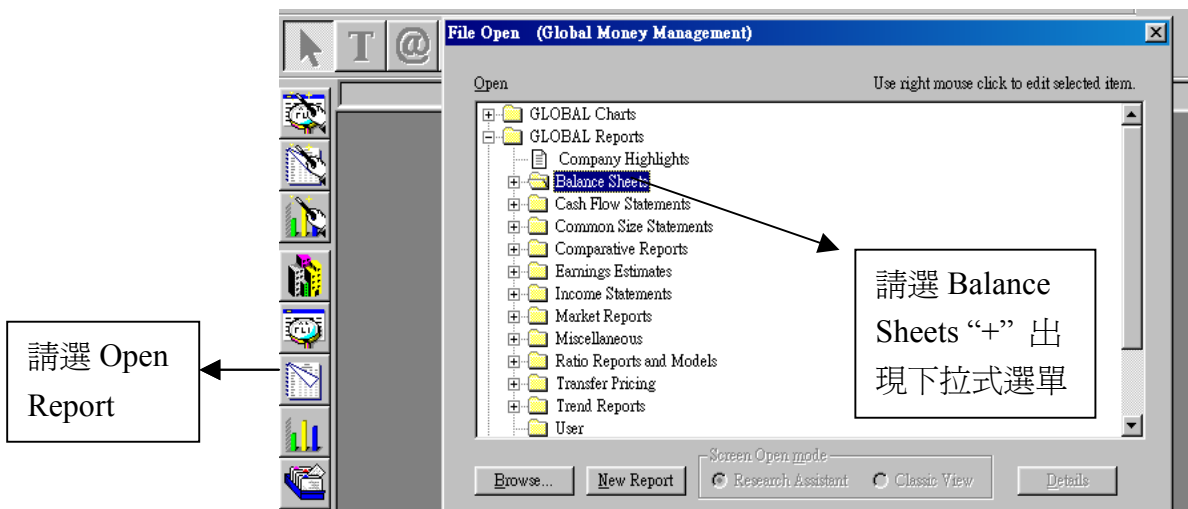 T @
File Open (Global Money Management)
Open
Use right mouse click to edit selected item.
GLOBAL Charts
GLOBAL Reports
Company Highlights
Balance Sheets
Cash Flow Statements
Common Size Statements
Comparative Reports
Earnings Estimates
Income Statements
Market Reports
Miscellaneous
Ratio Reports and Models
Transfer Pricing
Trend Reports
User
請選 Balance
Sheets “+” 出
現下拉式選單
請選 Open
Report
Screen Open mode
Browse...
New Report
Research Assistant
Classic View
Details